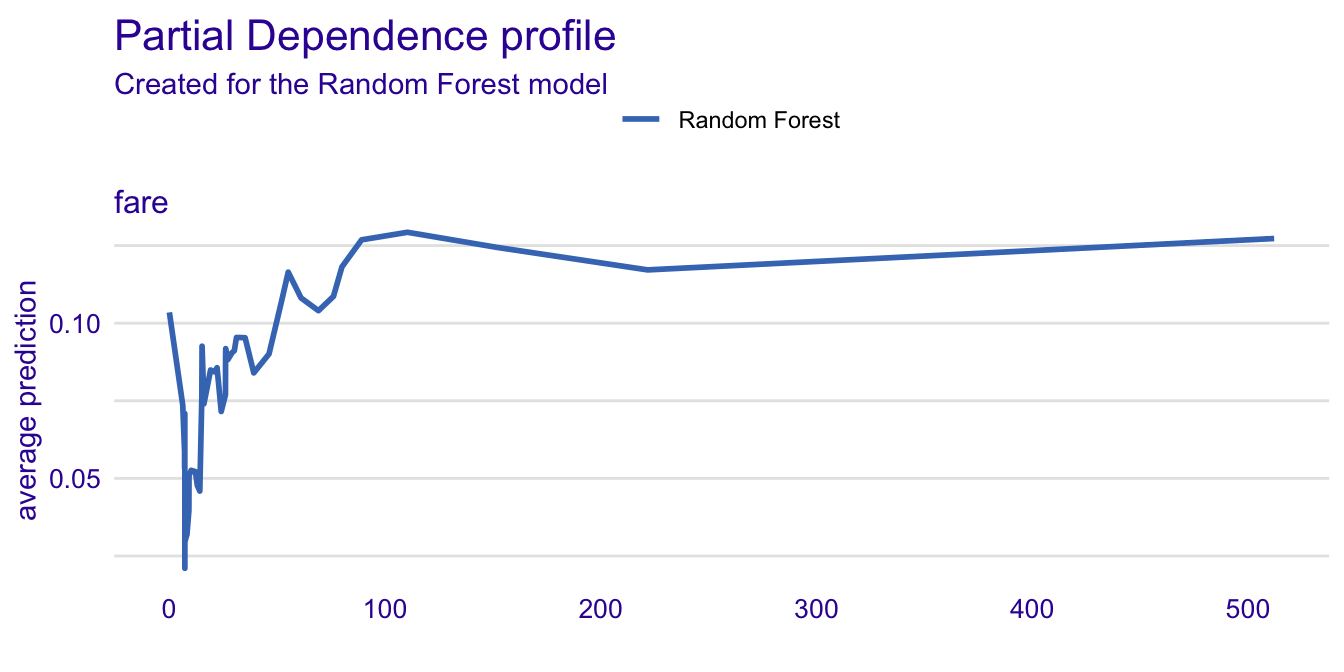 Partial Dependence profile
Created for the Random Forest model
Random Forest
fare
average prediction
0.10
0.05
0 100 200 300 400 500